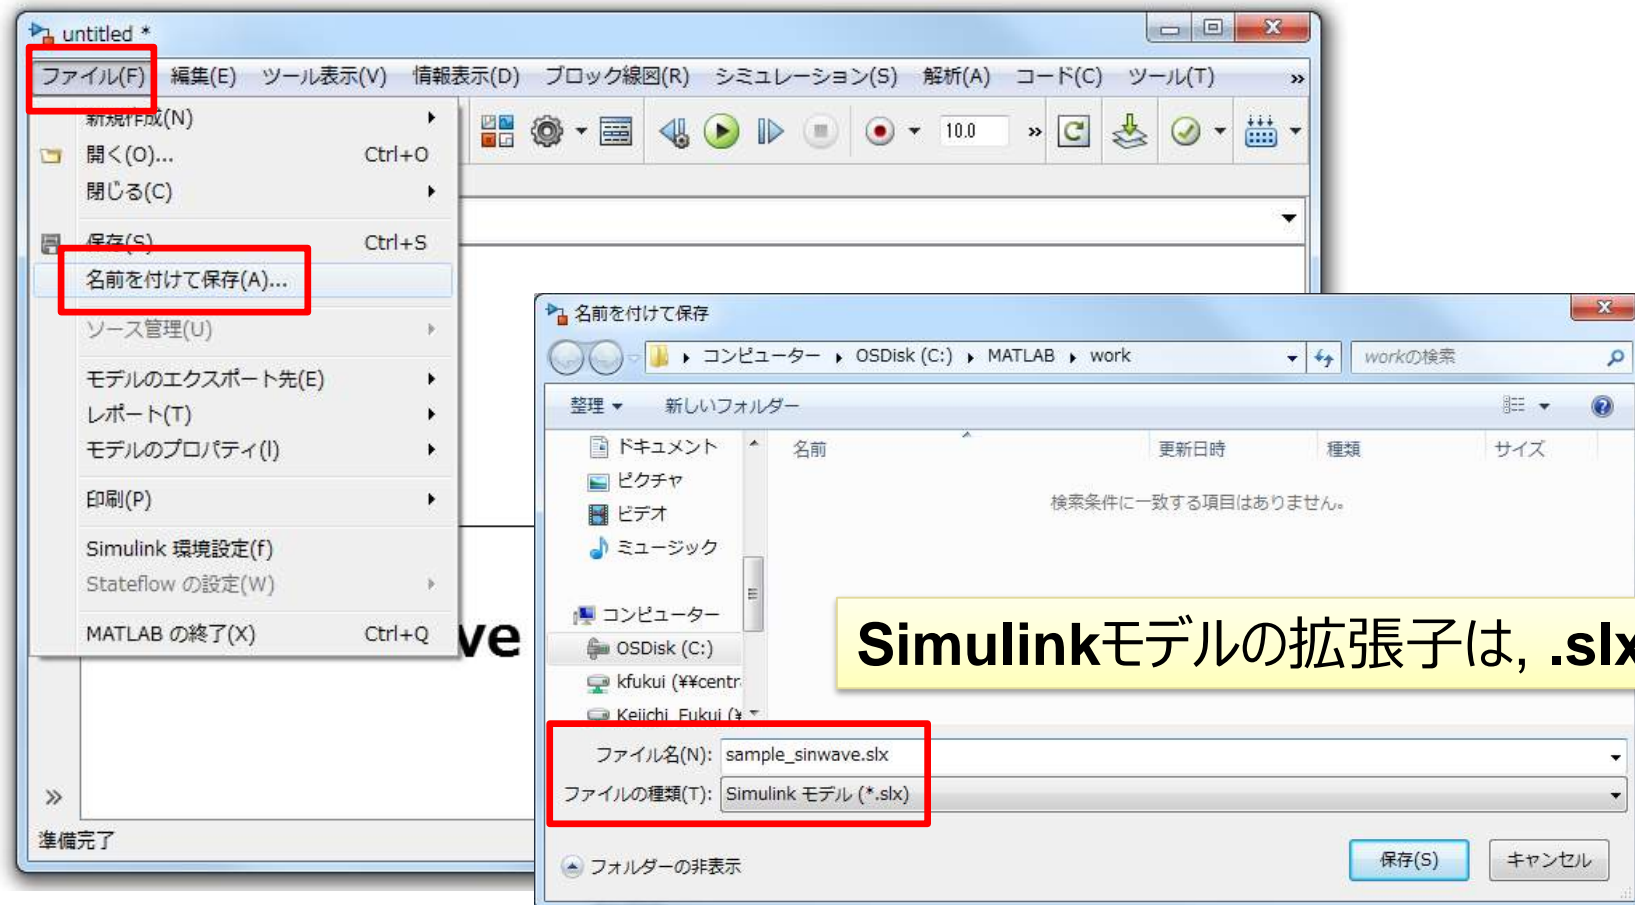 untitled *
ファイル(F) 編集(E) ツール表示(V) 情報表示(D) ブロック線図(R) シミュレーション(S) 解析(A) コード(C) ツール(T) »
新規作成(N)
10.0 »
開く(O)... Ctrl+O
閉じる(C)
保存(S) Ctrl+S
名前を付けて保存(A)...
ソース管理(U)
モデルのエクスポート先(E)
レポート(T)
モデルのプロパティ(I)
印刷(P)
Simulink 環境設定(f)
Stateflow の設定(W)
MATLAB の終了(X) Ctrl+Q
ve
»
準備完了
名前を付けて保存
コンピューター OSDisk (C:) MATLAB work
workの検索
整理 新しいフォルダー
名前 更新日時 種類 サイズ
検索条件に一致する項目はありません。
ドキュメント
ピクチャ
ビデオ
ミュージック
コンピューター
OSDisk (C:)
kfukui (¥¥centr
Keiichi_Fukui (¥
Simulinkモデルの拡張子は, .slx
ファイル名(N): sample_sinwave.slx
ファイルの種類(T): Simulink モデル (*.slx)
フォルダーの非表示
保存(S) キャンセル